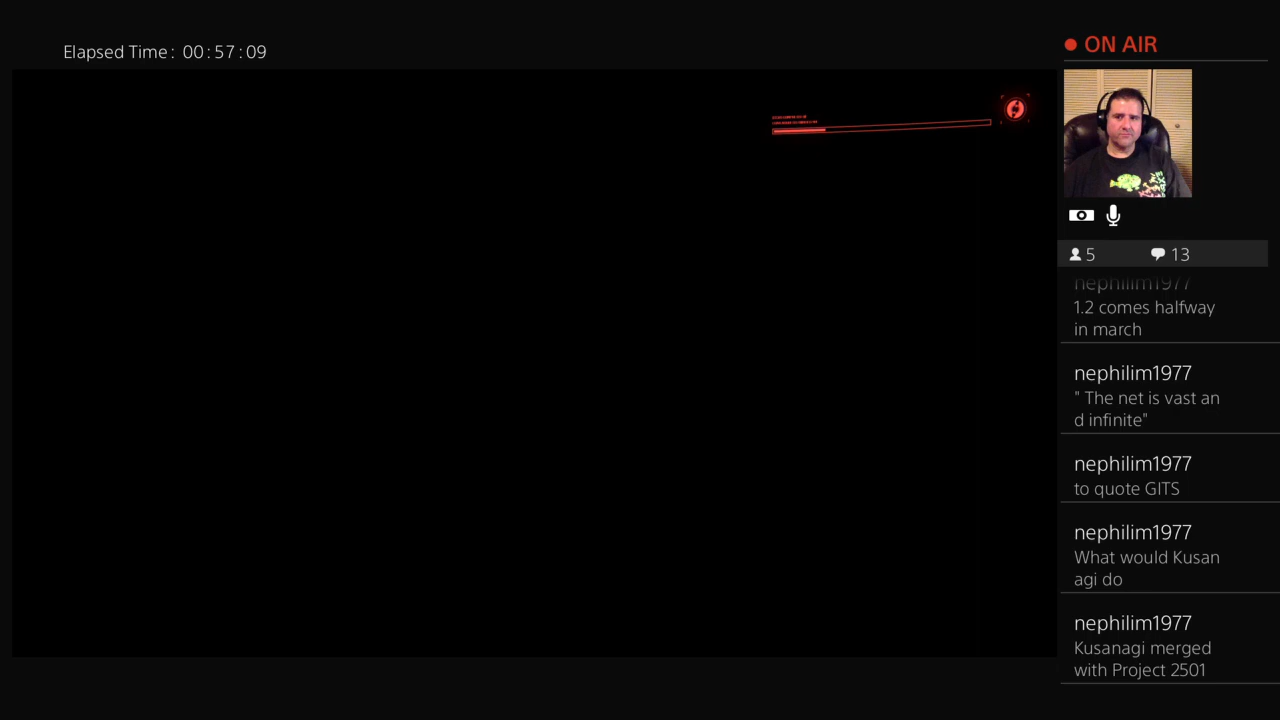 Elapsed Time: 00:57:09
ON AIR
5
13
nephilim1977
1.2 comes halfway
in march
nephilim1977
" The net is vast an
d infinite"
nephilim1977
to quote GITS
nephilim1977
What would Kusan
agi do
nephilim1977
Kusanagi merged
with Project 2501